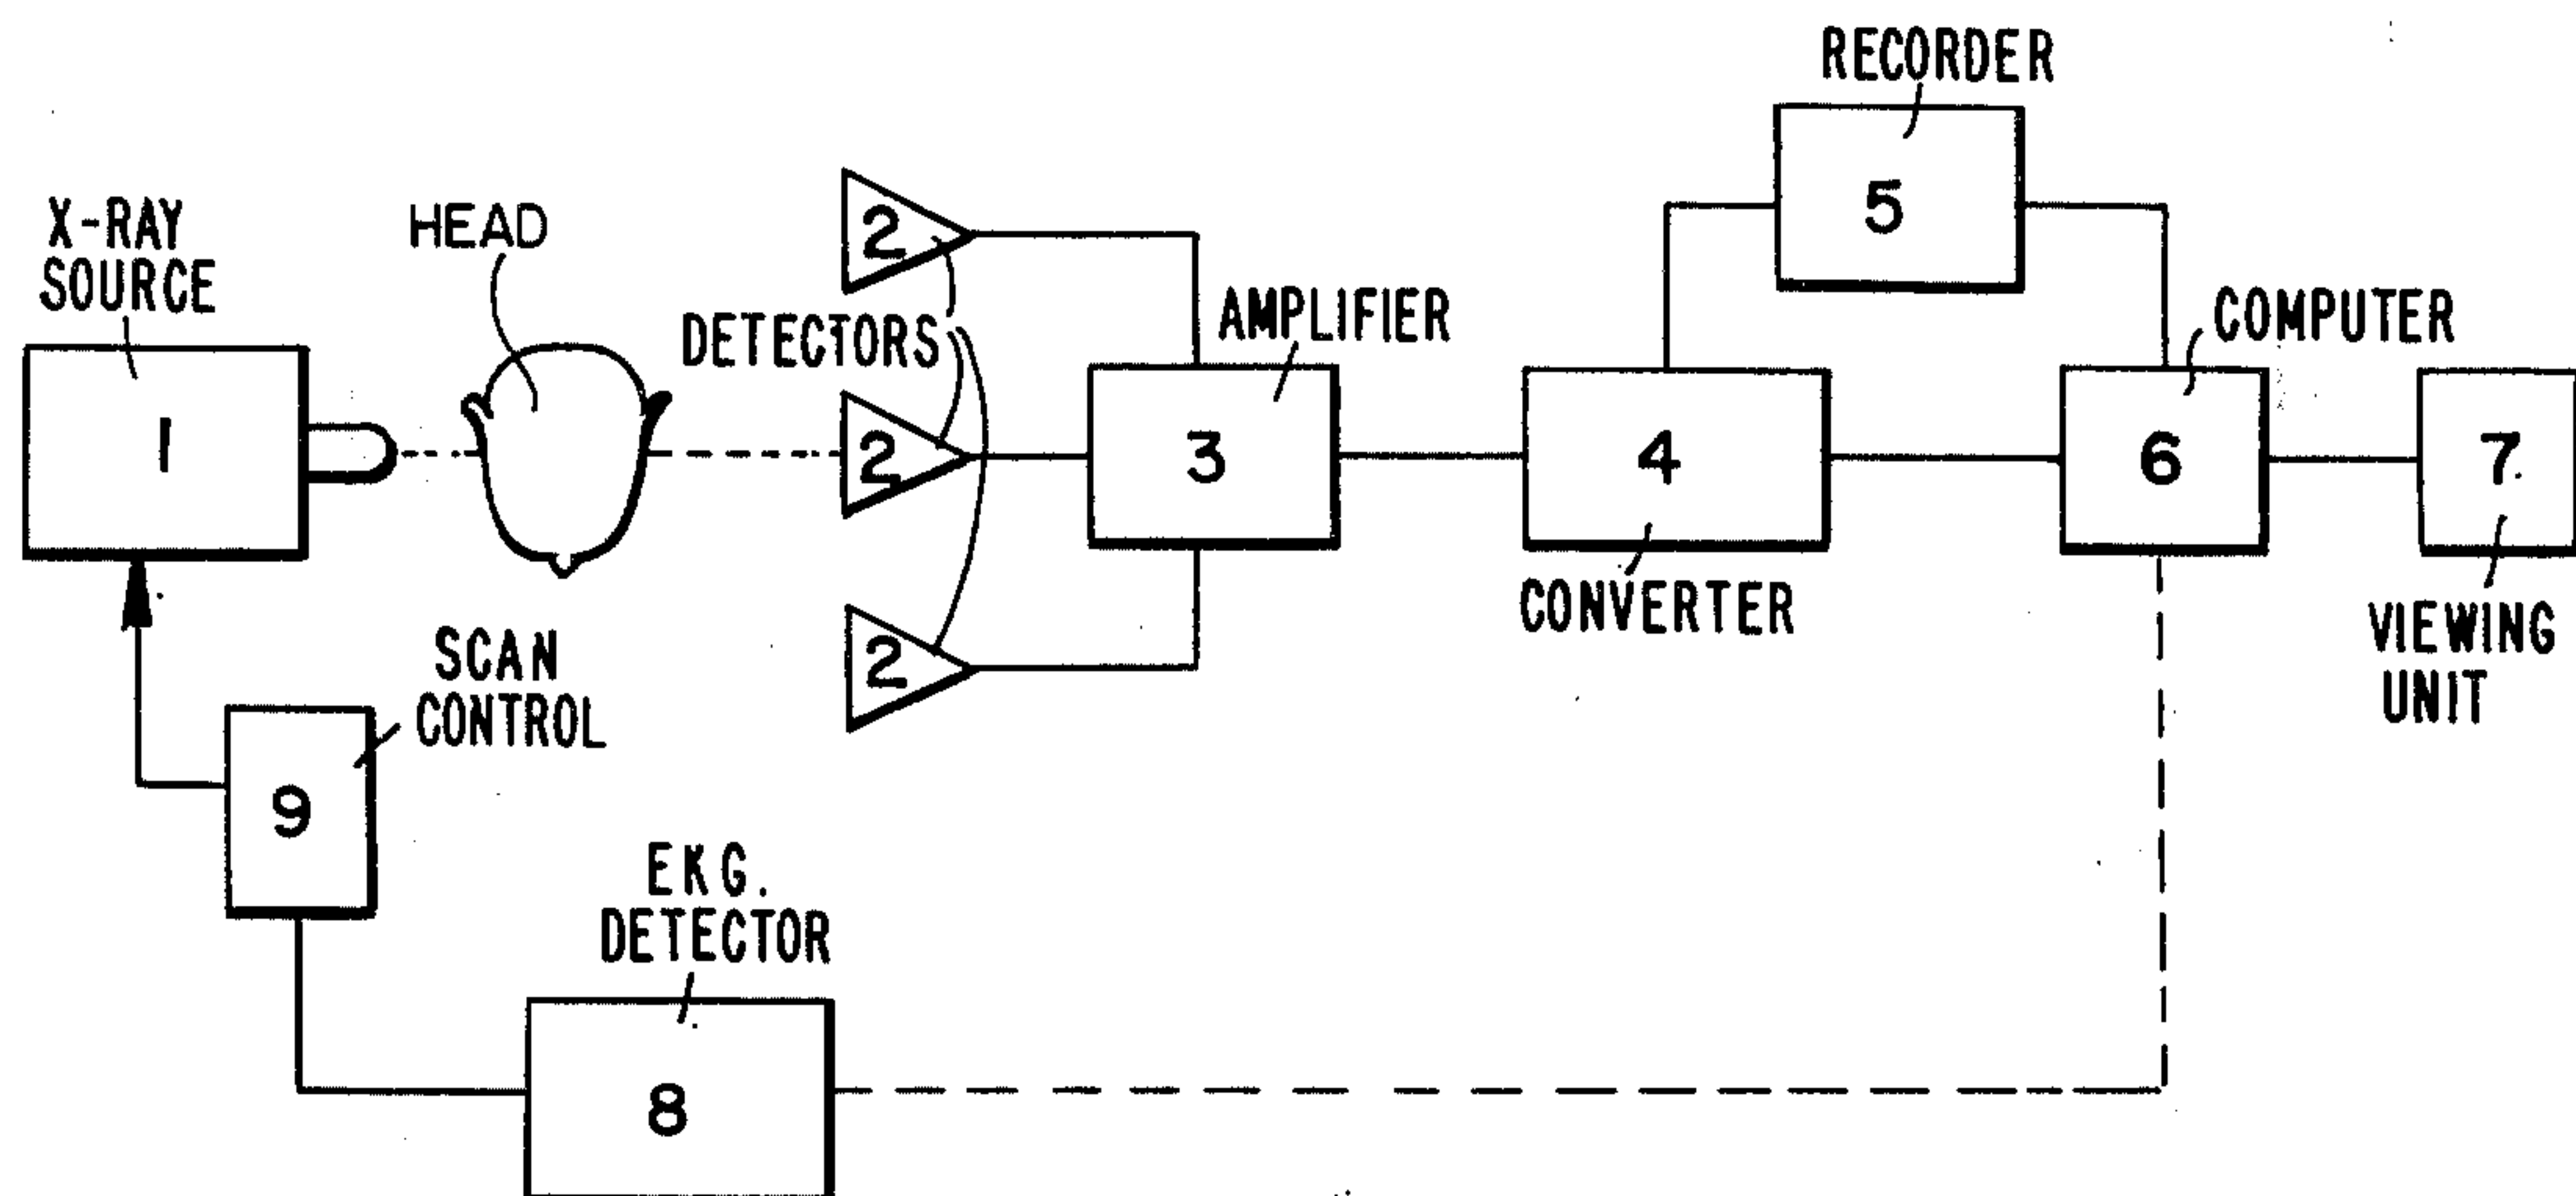 RECORDER
5
X-RAY
SOURCE
1
HEAD
DETECTORS
2
2
2
AMPLIFIER
3
4
CONVERTER
COMPUTER
6
7
VIEWING
UNIT
SCAN
CONTROL
9
EKG.
DETECTOR
8